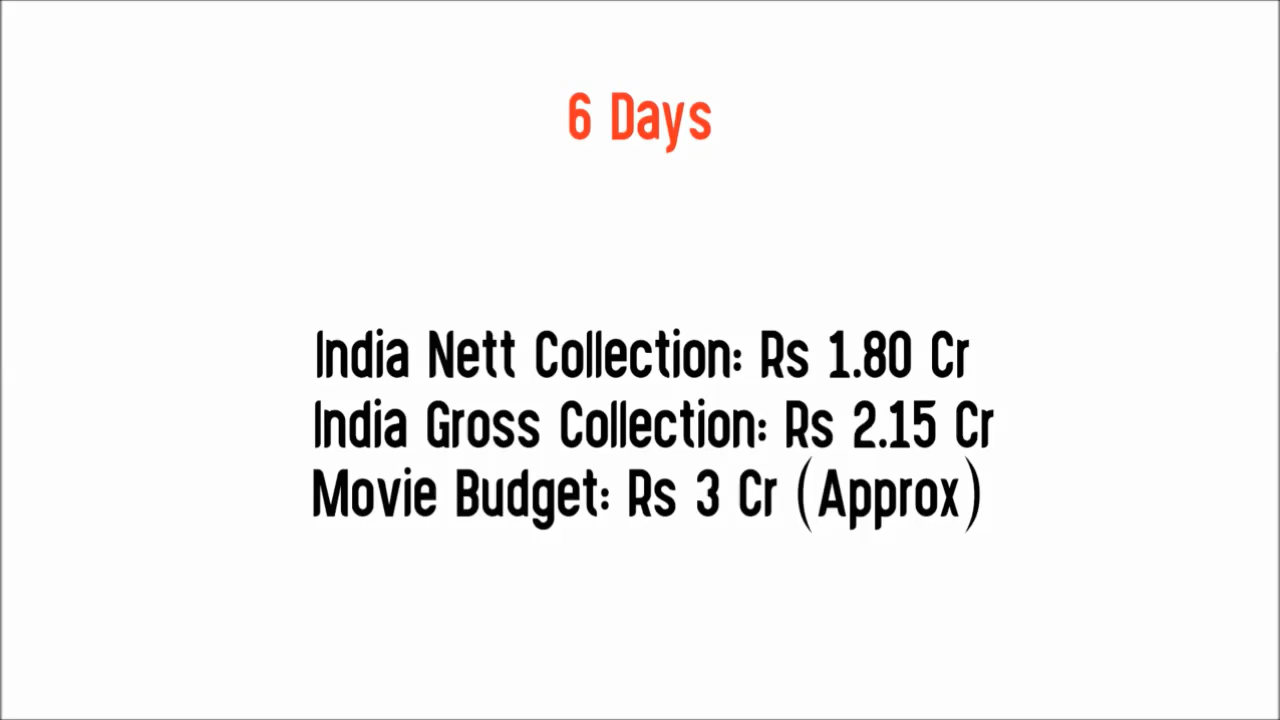 6 Days
India Nett Collection: Rs 1.80 Cr
India Gross Collection: Rs 2.15 Cr
Movie Budget: Rs 3 Cr (Approx)